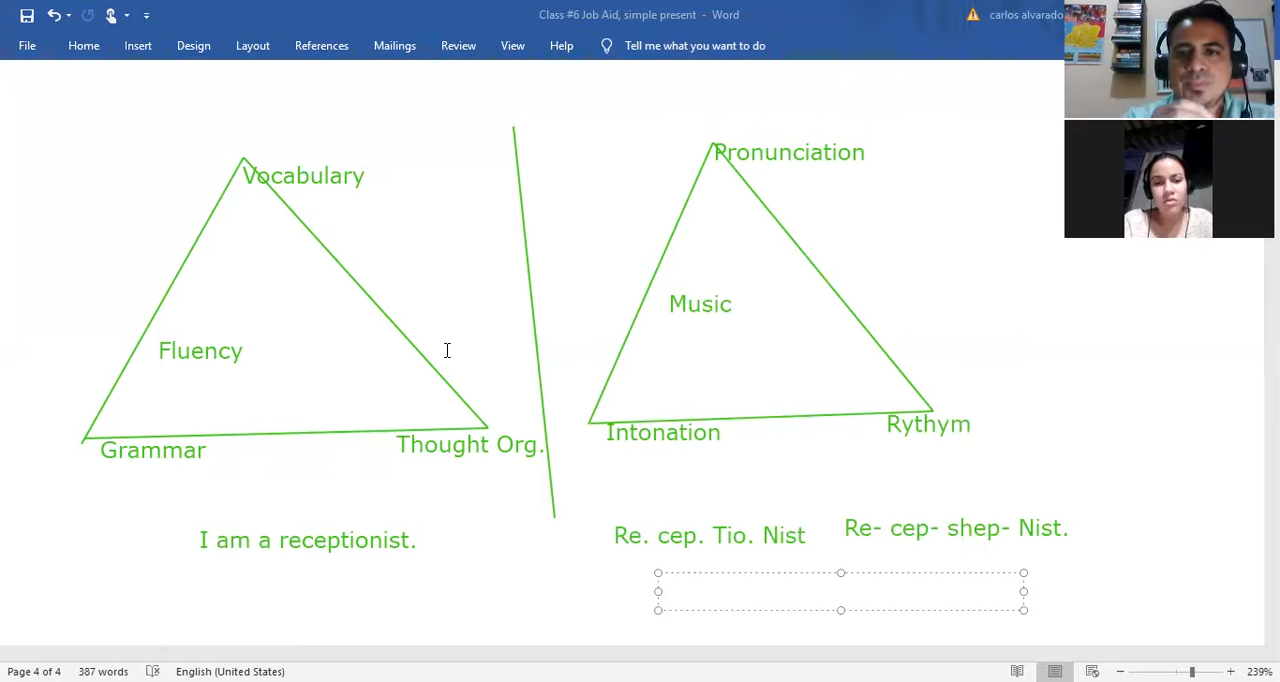 Class #6 Job Aid, simple present - Word
carlos alvarado
File Home Insert Design Layout References Mailings Review View Help Tell me what you want to do
Vocabulary
Fluency
Grammar
Thought Org.
I am a receptionist.
Pronunciation
Music
Intonation
Rythym
Re. cep. Tio. Nist
Re- cep- shep- Nist.
Page 4 of 4 387 words English (United States) 239%